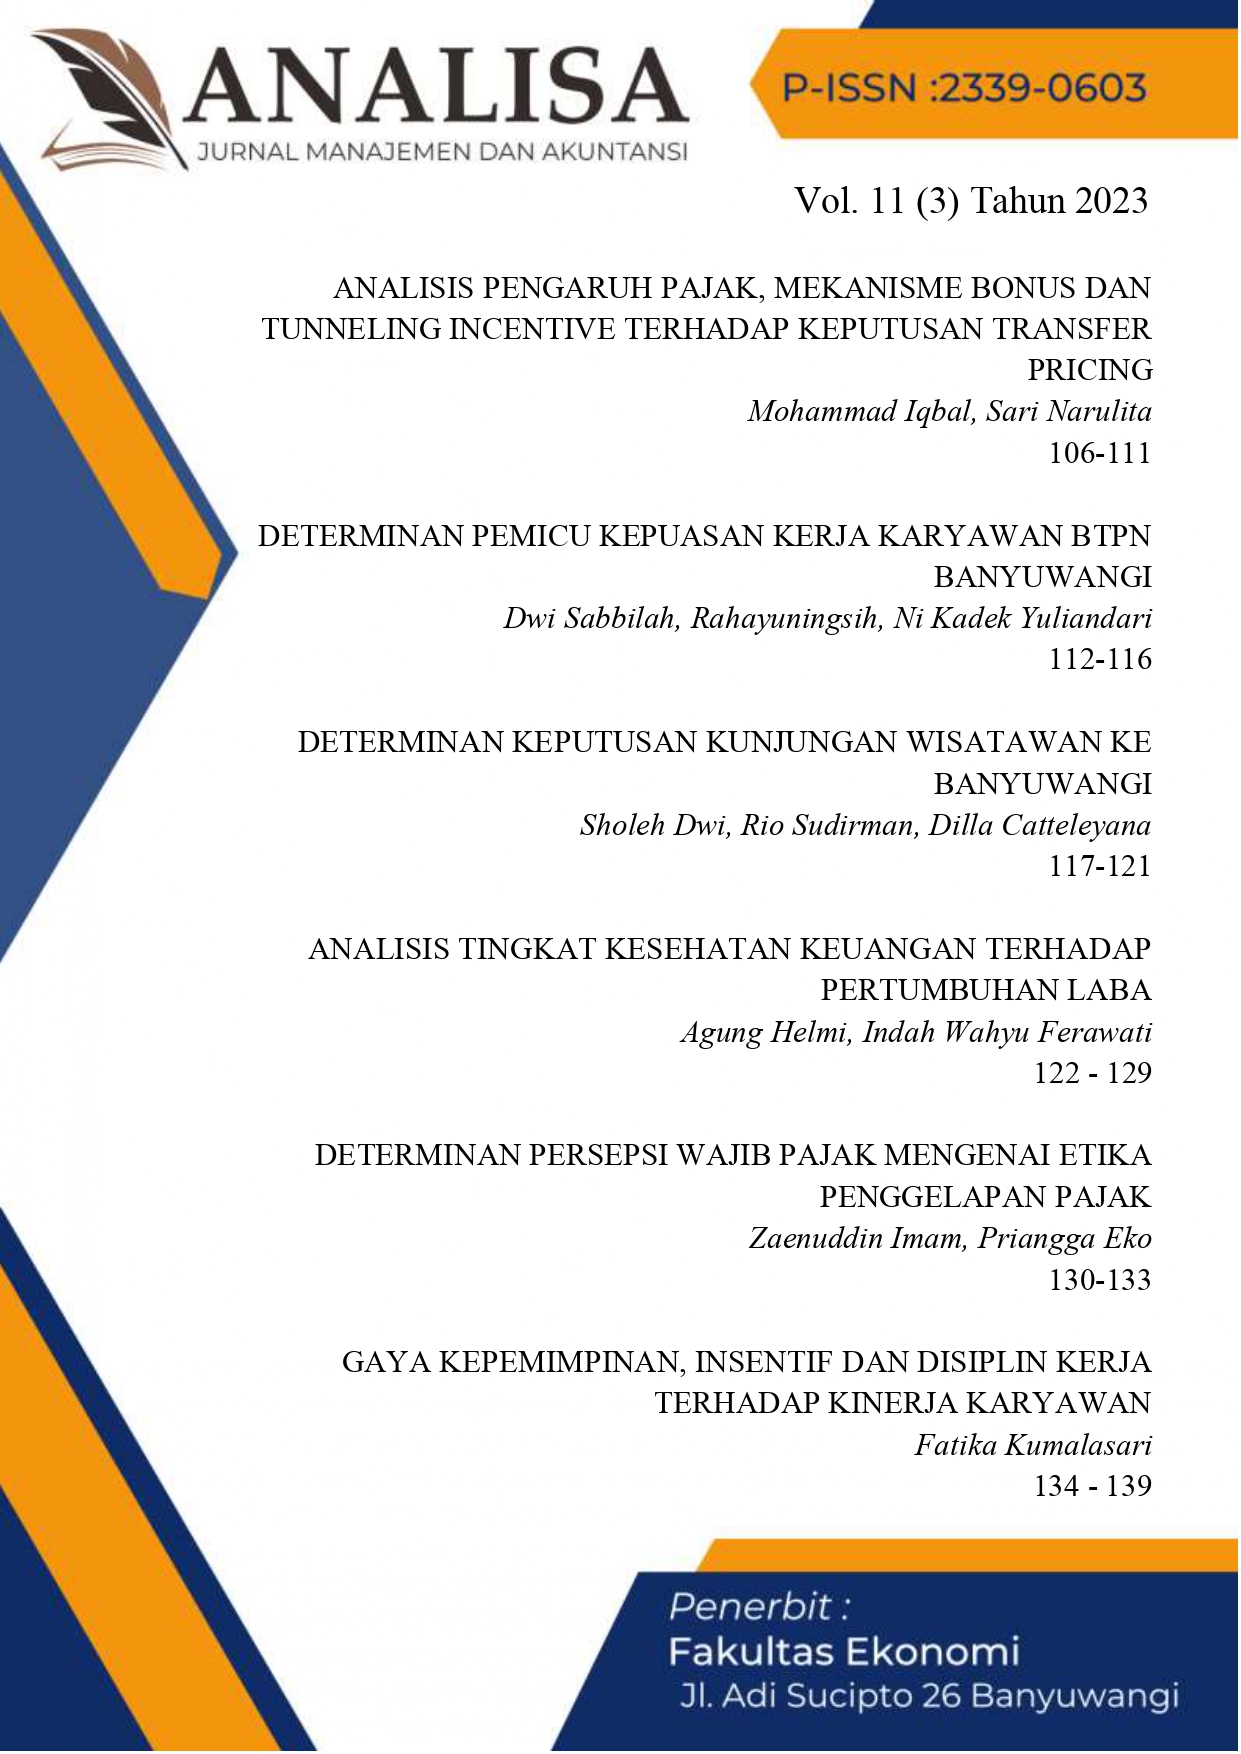 ANALISA
JURNAL MANAJEMEN DAN AKUNTANSI
P-ISSN :2339-0603
Vol. 11 (3) Tahun 2023
ANALISIS PENGARUH PAJAK, MEKANISME BONUS DAN
TUNNELING INCENTIVE TERHADAP KEPUTUSAN TRANSFER
PRICING
Mohammad Iqbal, Sari Narulita
106-111
DETERMINAN PEMICU KEPUASAN KERJA KARYAWAN BTPN
BANYUWANGI
Dwi Sabbilah, Rahayuningsih, Ni Kadek Yuliandari
112-116
DETERMINAN KEPUTUSAN KUNJUNGAN WISATAWAN KE
BANYUWANGI
Sholeh Dwi, Rio Sudirman, Dilla Catteleyana
117-121
ANALISIS TINGKAT KESEHATAN KEUANGAN TERHADAP
PERTUMBUHAN LABA
Agung Helmi, Indah Wahyu Ferawati
122 - 129
DETERMINAN PERSEPSI WAJIB PAJAK MENGENAI ETIKA
PENGGELAPAN PAJAK
Zaenuddin Imam, Priangga Eko
130-133
GAYA KEPEMIMPINAN, INSENTIF DAN DISIPLIN KERJA
TERHADAP KINERJA KARYAWAN
Fatika Kumalasari
134 - 139
Penerbit :
Fakultas Ekonomi
Jl. Adi Sucipto 26 Banyuwangi